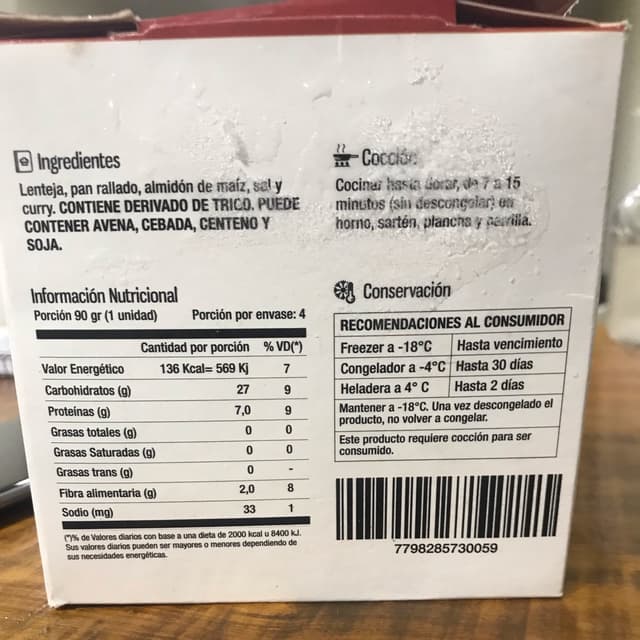 Ingredientes
Lenteja, pan rallado, almidón de maíz, sal y
curry. CONTIENE DERIVADO DE TRICO. PUEDE
CONTENER AVENA, CEBADA, CENTENO Y
SOJA.
Cocción
Cocinar hasta dorar, de 7 a 15
minutos (sin descongelar) en
horno, sartén, plancha y parrilla.
Información Nutricional
Porción 90 gr (1 unidad) Porción por envase: 4
Cantidad por porción % VD(*)
Valor Energético 136 Kcal= 569 Kj 7
Carbohidratos (g) 27 9
Proteínas (g) 7,0 9
Grasas totales (g) 0 0
Grasas Saturadas (g) 0 0
Grasas trans (g) 0 -
Fibra alimentaria (g) 2,0 8
Sodio (mg) 33 1
(*)% de Valores diarios con base a una dieta de 2000 kcal u 8400 kJ.
Sus valores diarios pueden ser mayores o menores dependiendo de
sus necesidades energéticas.
Conservación
RECOMENDACIONES AL CONSUMIDOR
Freezer a -18°C Hasta vencimiento
Congelador a -4°C Hasta 30 días
Heladera a 4° C Hasta 2 días
Mantener a -18°C. Una vez descongelado el
producto, no volver a congelar.
Este producto requiere cocción para ser
consumido.
7798285730059